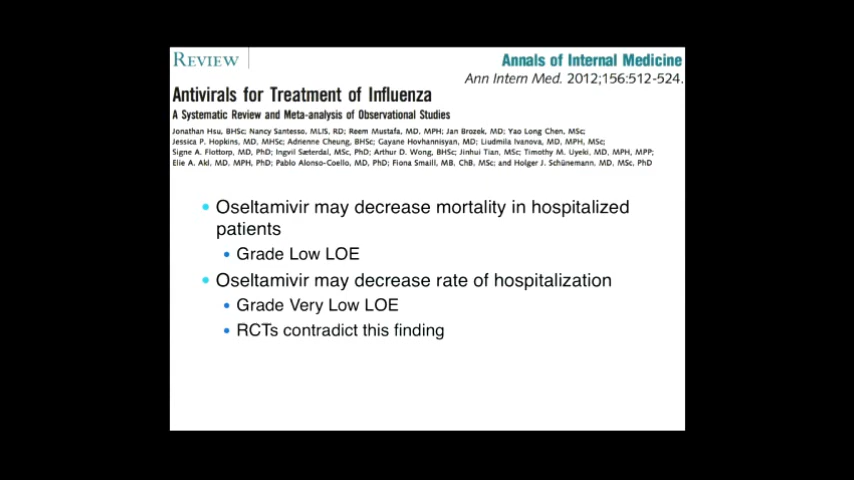 REVIEW
Annals of Internal Medicine
Ann Intern Med. 2012;156:512-524.
Antivirals for Treatment of Influenza
A Systematic Review and Meta-analysis of Observational Studies
Jonathan Hsu, BHSc; Nancy Santesso, MLIS, RD; Reem Mustafa, MD, MPH; Jan Brozek, MD; Yao Long Chen, MSc;
Jessica P. Hopkins, MD, MHSc; Adrienne Cheung, BHSc; Gayane Hovhannisyan, MD; Liudmila Ivanova, MD, MPH, MSc;
Signe A. Flottorp, MD, PhD; Ingvil Sæterdal, MSc, PhD; Arthur D. Wong, BHSc; Jinhui Tian, MSc; Timothy M. Uyeki, MD, MPH, MPP;
Elie A. Akl, MD, MPH, PhD; Pablo Alonso-Coello, MD, PhD; Fiona Smaill, MB, ChB, MSc; and Holger J. Schünemann, MD, MSc, PhD
• Oseltamivir may decrease mortality in hospitalized
patients
• Grade Low LOE
• Oseltamivir may decrease rate of hospitalization
• Grade Very Low LOE
• RCTs contradict this finding